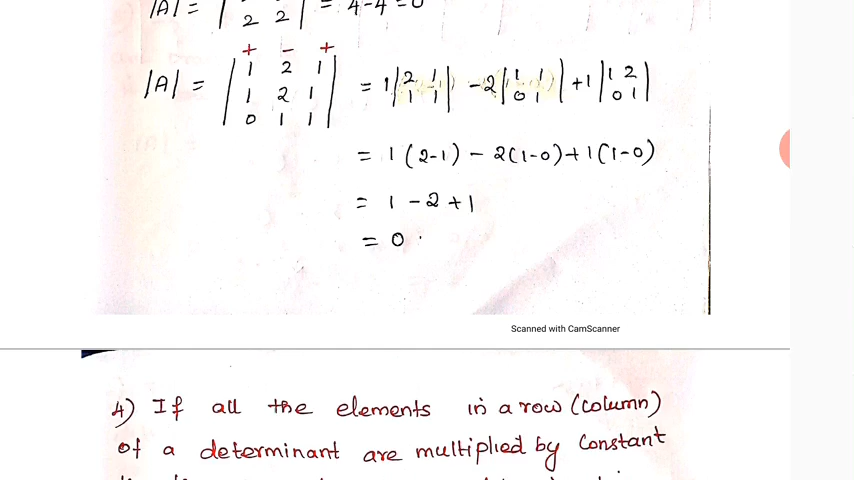 |A| = | 2 2 | = 4-4=0
+ - +
|A| = | 1 2 1 | = 1 | 2 1 | - 2 | 1 1 | + 1 | 1 2 |
| 1 2 1 | | 1 1 | | 0 1 | | 0 1 |
| 0 1 1 |
= 1 (2-1) - 2(1-0)+1(1-0)
= 1 - 2 + 1
= 0 .
Scanned with CamScanner
4) If all the elements in a row (column)
of a determinant are multiplied by Constant